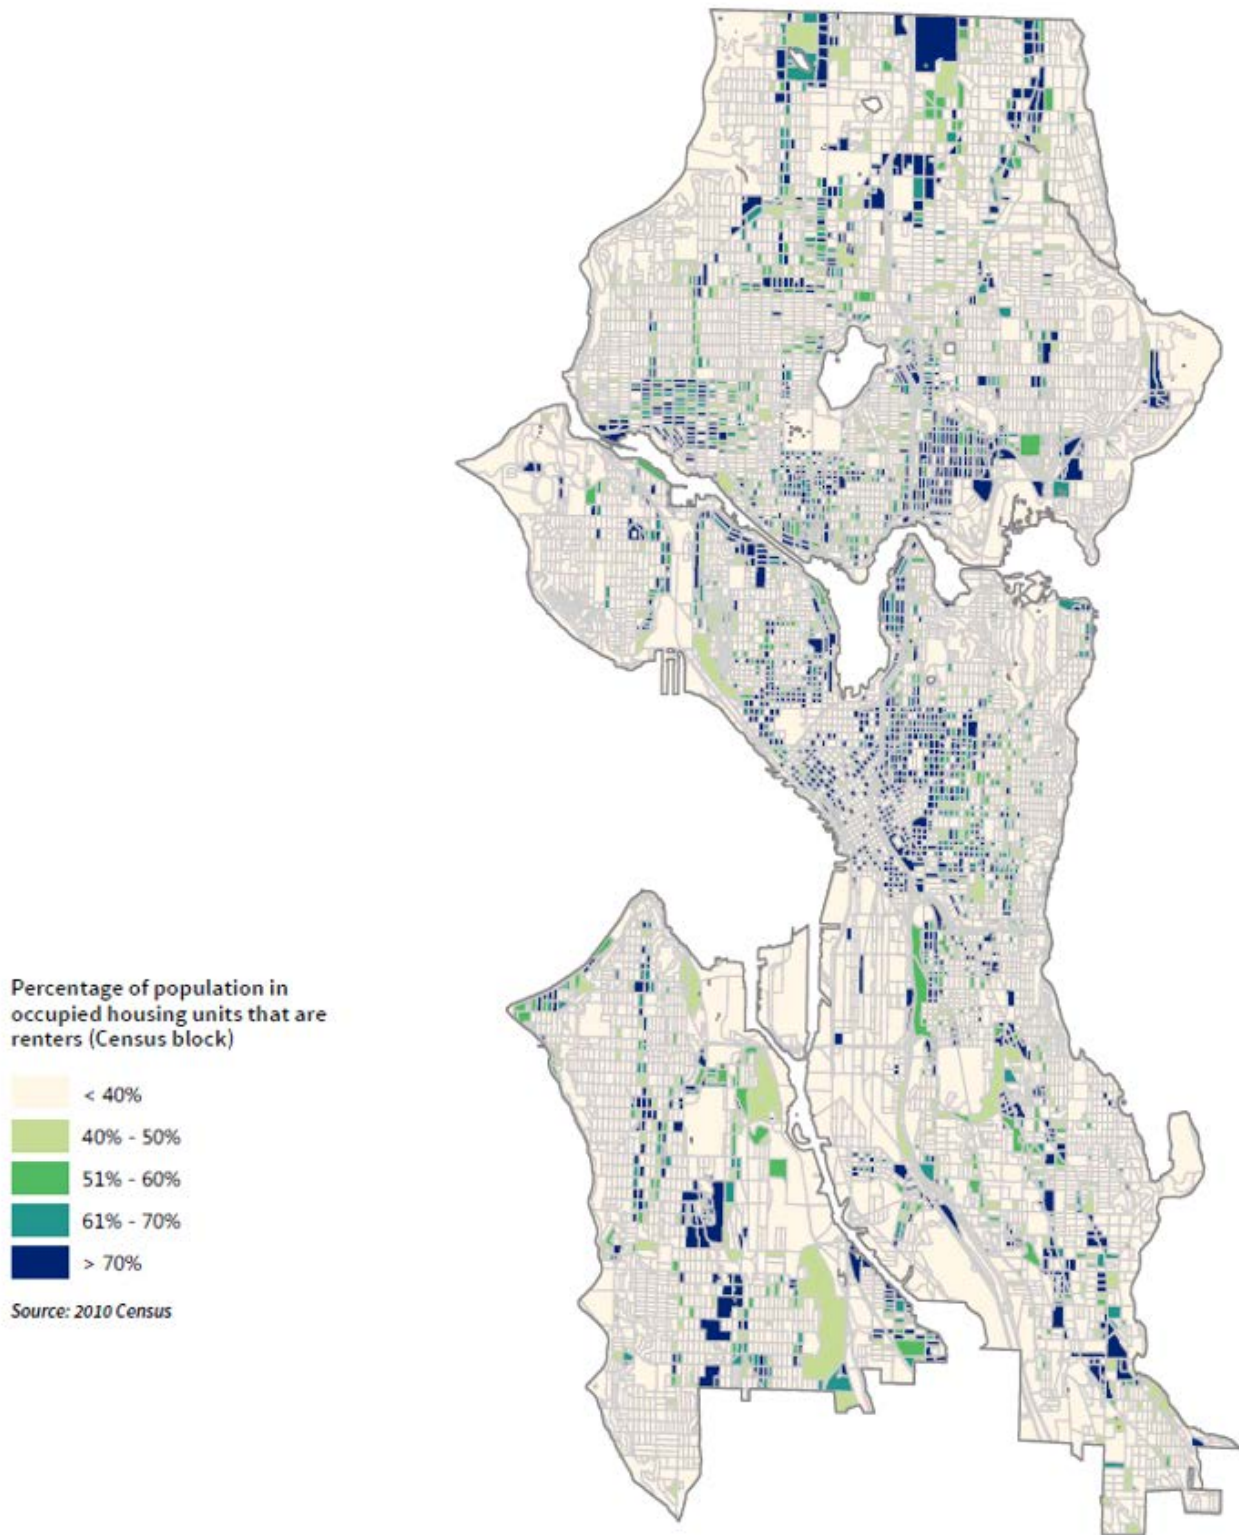 Percentage of population in
occupied housing units that are
renters (Census block)
< 40%
40% - 50%
51% - 60%
61% - 70%
> 70%
Source: 2010 Census